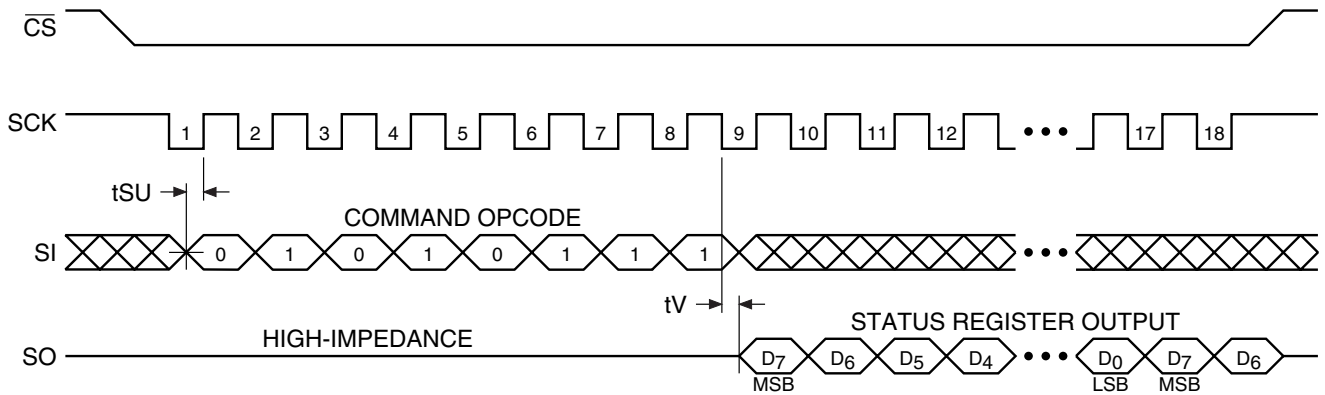 CS
SCK 1 2 3 4 5 6 7 8 9 10 11 12 17 18
tSU
COMMAND OPCODE
SI 0 1 0 1 0 1 1 1
tV
HIGH-IMPEDANCE
STATUS REGISTER OUTPUT
SO D7 D6 D5 D4 D0 D7 D6
MSB LSB MSB